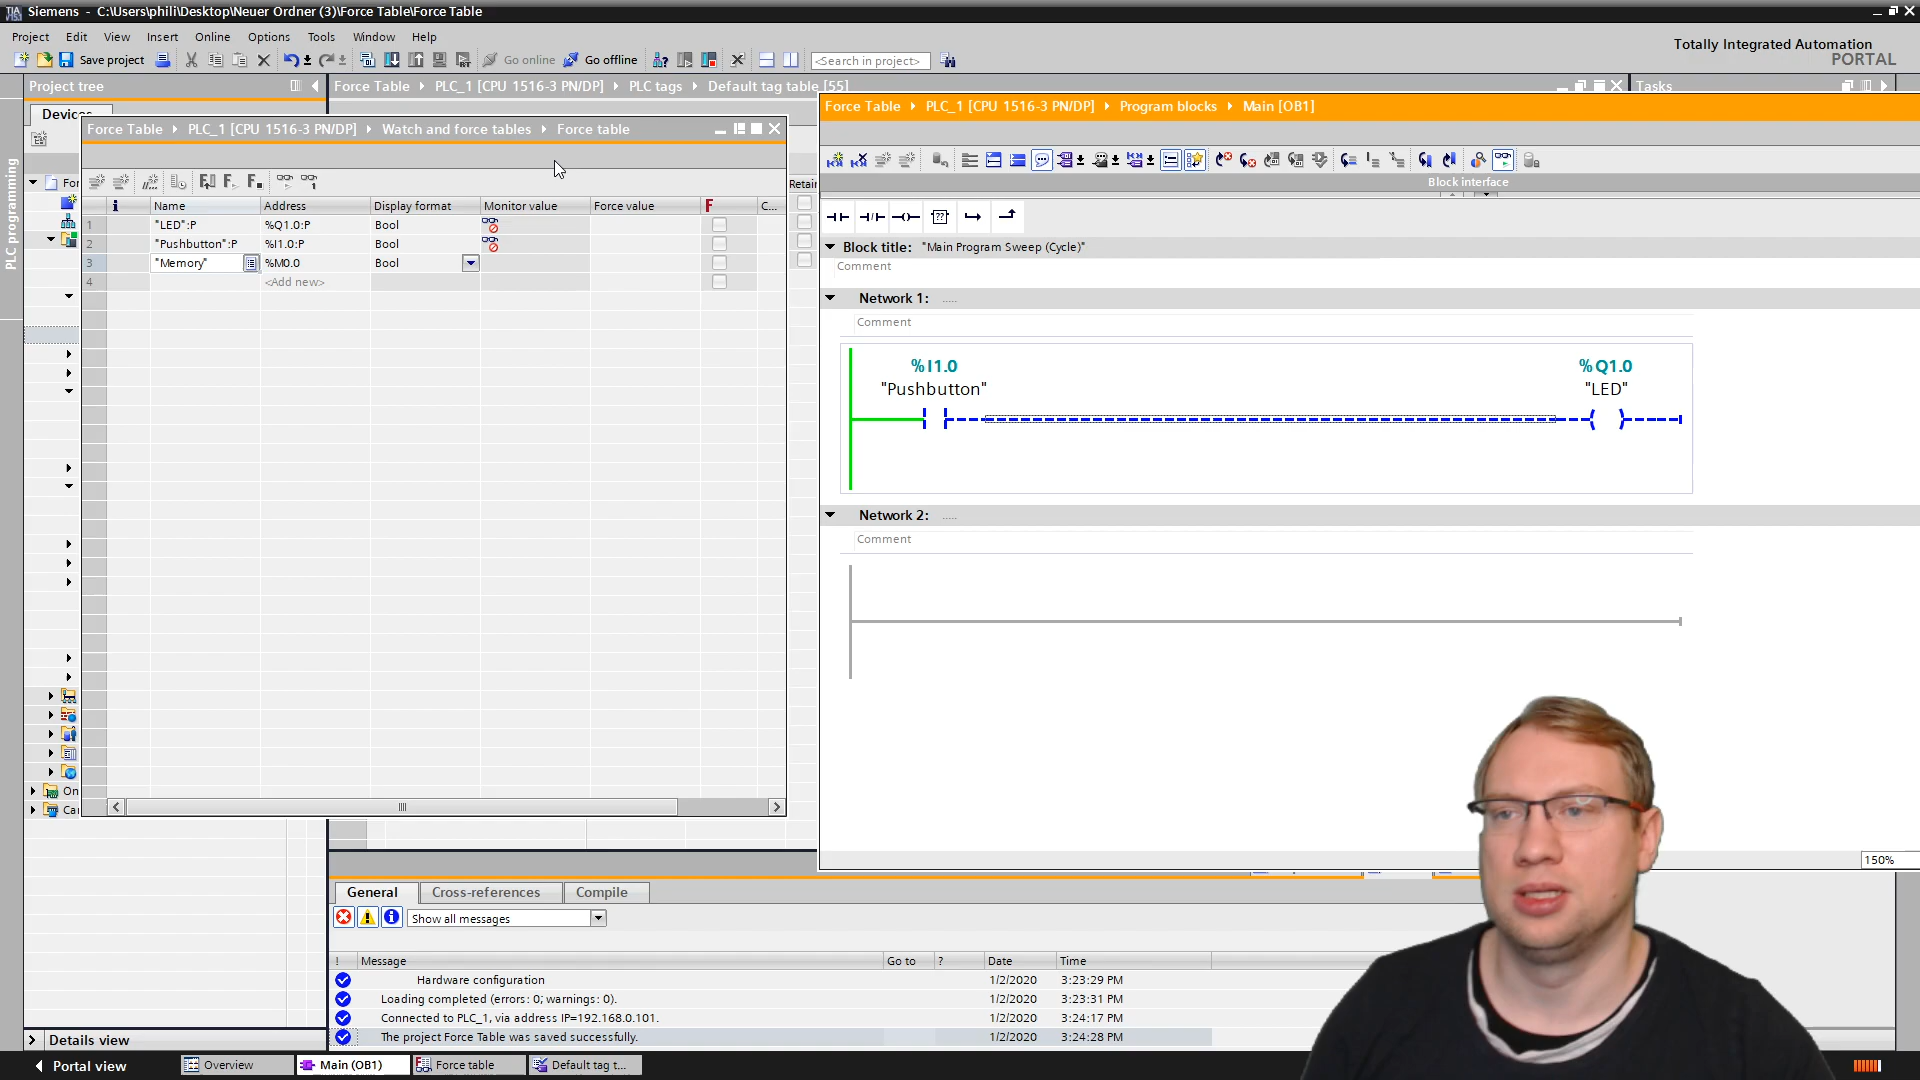 Siemens - C:\Users\phili\Desktop\Neuer Ordner (3)\Force Table\Force Table
Project Edit View Insert Online Options Tools Window Help
Totally Integrated Automation
PORTAL
Save project
Go online
Go offline
<Search in project>
Project tree
Force Table PLC_1 [CPU 1516-3 PN/DP] PLC tags Default tag table [55]
Tasks
Devices
Force Table PLC_1 [CPU 1516-3 PN/DP] Program blocks Main [OB1]
Force Table PLC_1 [CPU 1516-3 PN/DP] Watch and force tables Force table
PLC programming
Block interface
Retain
i Name Address Display format Monitor value Force value F C...
1 "LED":P %Q1.0:P Bool
2 "Pushbutton":P %I1.0:P Bool
3 "Memory" %M0.0 Bool
4 <Add new>
Block title: "Main Program Sweep (Cycle)"
Comment
Network 1: .....
Comment
%I1.0
"Pushbutton"
%Q1.0
"LED"
Network 2: .....
Comment
For
On
Ca
150%
General Cross-references Compile
Show all messages
! Message Go to ? Date Time
Hardware configuration 1/2/2020 3:23:29 PM
Loading completed (errors: 0; warnings: 0). 1/2/2020 3:23:31 PM
Connected to PLC_1, via address IP=192.168.0.101. 1/2/2020 3:24:17 PM
The project Force Table was saved successfully. 1/2/2020 3:24:28 PM
Details view
Portal view
Overview
Main (OB1)
Force table
Default tag t...